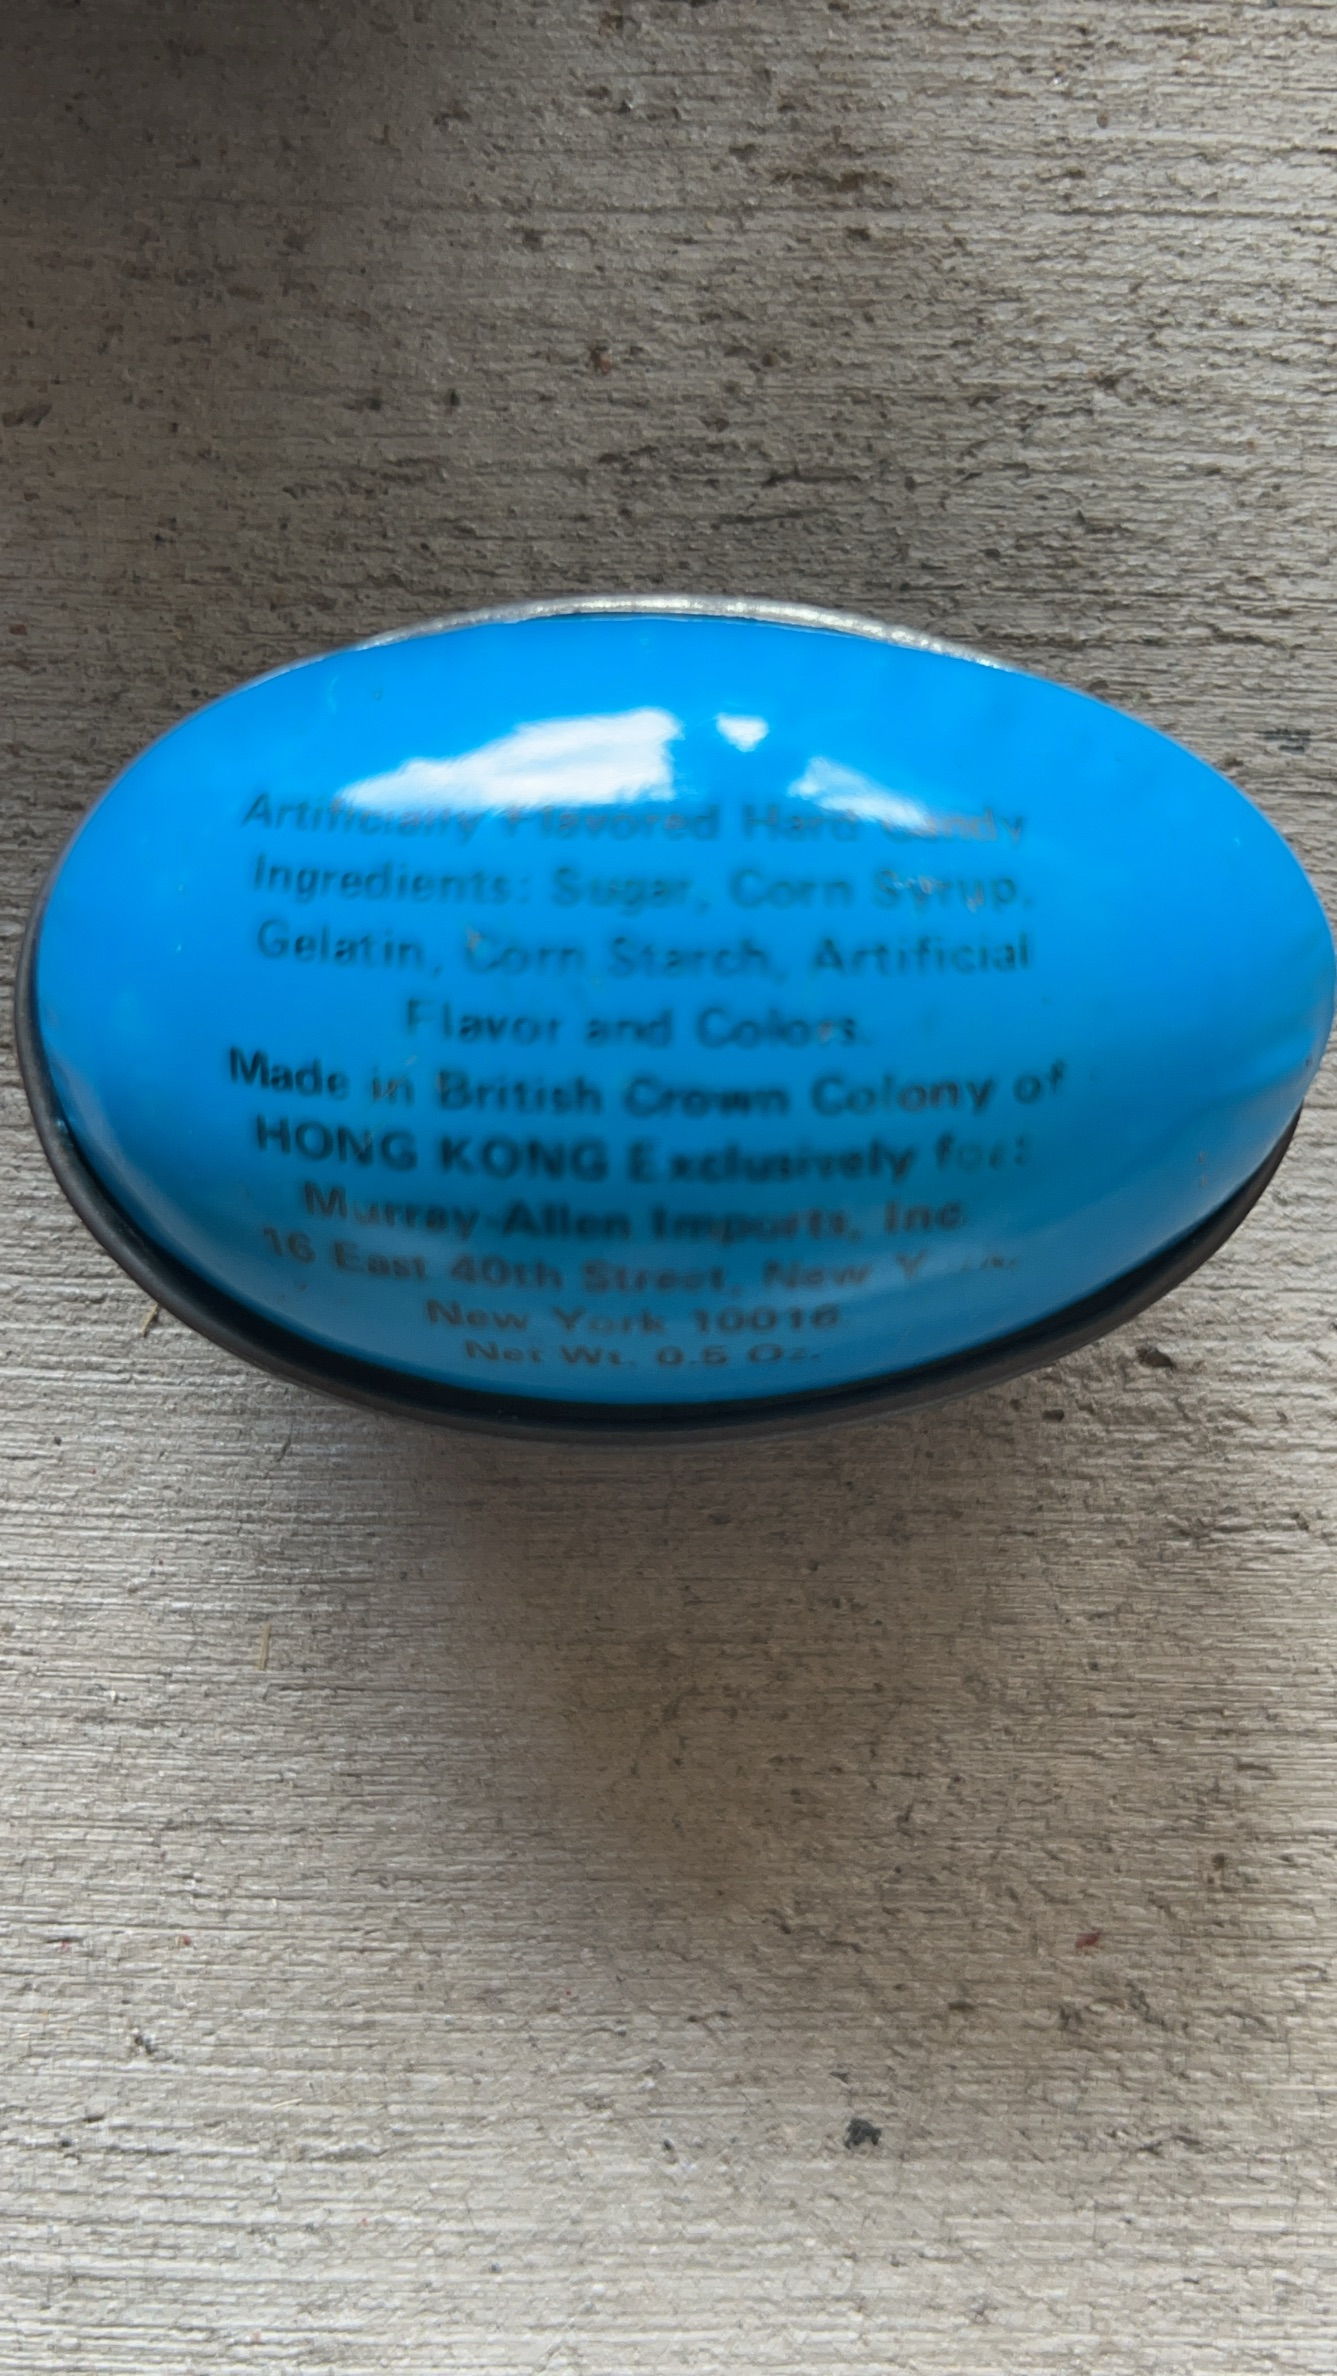 Artificially Flavored Hard Candy
Ingredients: Sugar, Corn Syrup,
Gelatin, Corn Starch, Artificial
Flavor and Colors.
Made in British Crown Colony of
HONG KONG Exclusively for:
Murray-Allen Imports, Inc.
16 East 40th Street, New
New York 10016
Net Wt. 0.5 Oz.